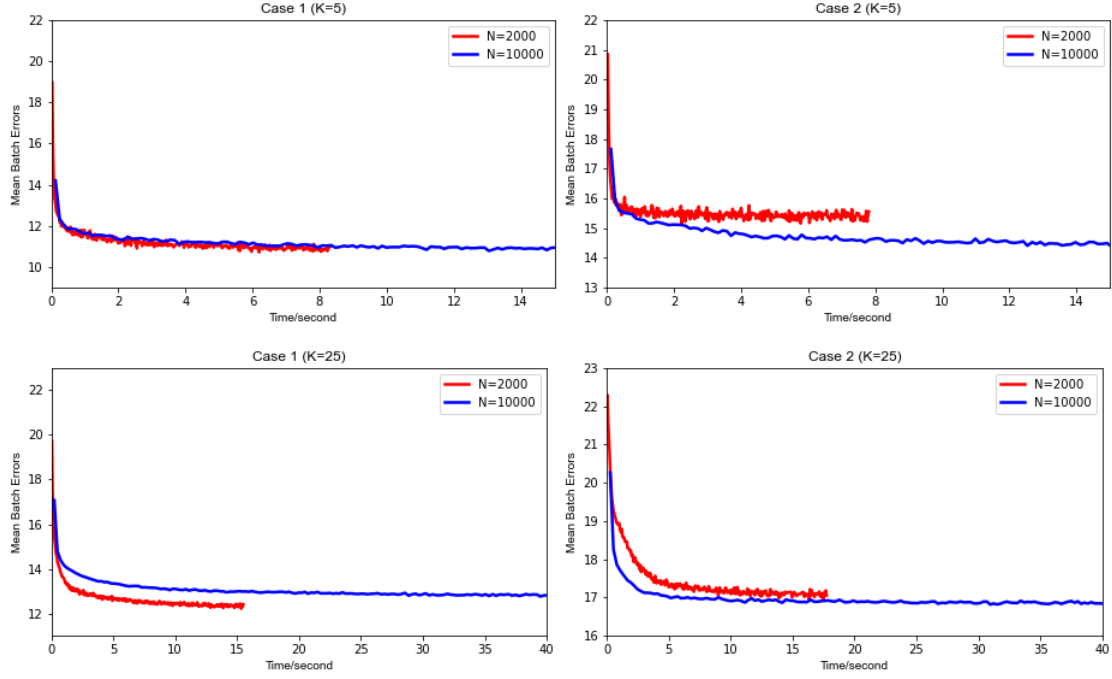 Case 1 (K=5)
22
20
18
16
14
12
10
Mean Batch Errors
N=2000
N=10000
0 2 4 6 8 10 12 14
Time/second
Case 2 (K=5)
22
21
20
19
18
17
16
15
14
13
Mean Batch Errors
N=2000
N=10000
0 2 4 6 8 10 12 14
Time/second
Case 1 (K=25)
22
20
18
16
14
12
Mean Batch Errors
N=2000
N=10000
0 5 10 15 20 25 30 35 40
Time/second
Case 2 (K=25)
23
22
21
20
19
18
17
16
Mean Batch Errors
N=2000
N=10000
0 5 10 15 20 25 30 35 40
Time/second